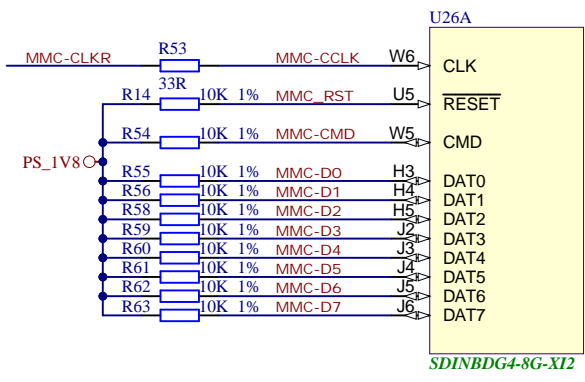 U26A
MMC-CLKR R53 MMC-CCLK W6 CLK
33R
R14 10K 1% MMC_RST U5 RESET
R54 10K 1% MMC-CMD W5 CMD
PS_1V8
R55 10K 1% MMC-D0 H3 DAT0
R56 10K 1% MMC-D1 H4 DAT1
R58 10K 1% MMC-D2 H5 DAT2
R59 10K 1% MMC-D3 J2 DAT3
R60 10K 1% MMC-D4 J3 DAT4
R61 10K 1% MMC-D5 J4 DAT5
R62 10K 1% MMC-D6 J5 DAT6
R63 10K 1% MMC-D7 J6 DAT7
SDINBDG4-8G-XI2